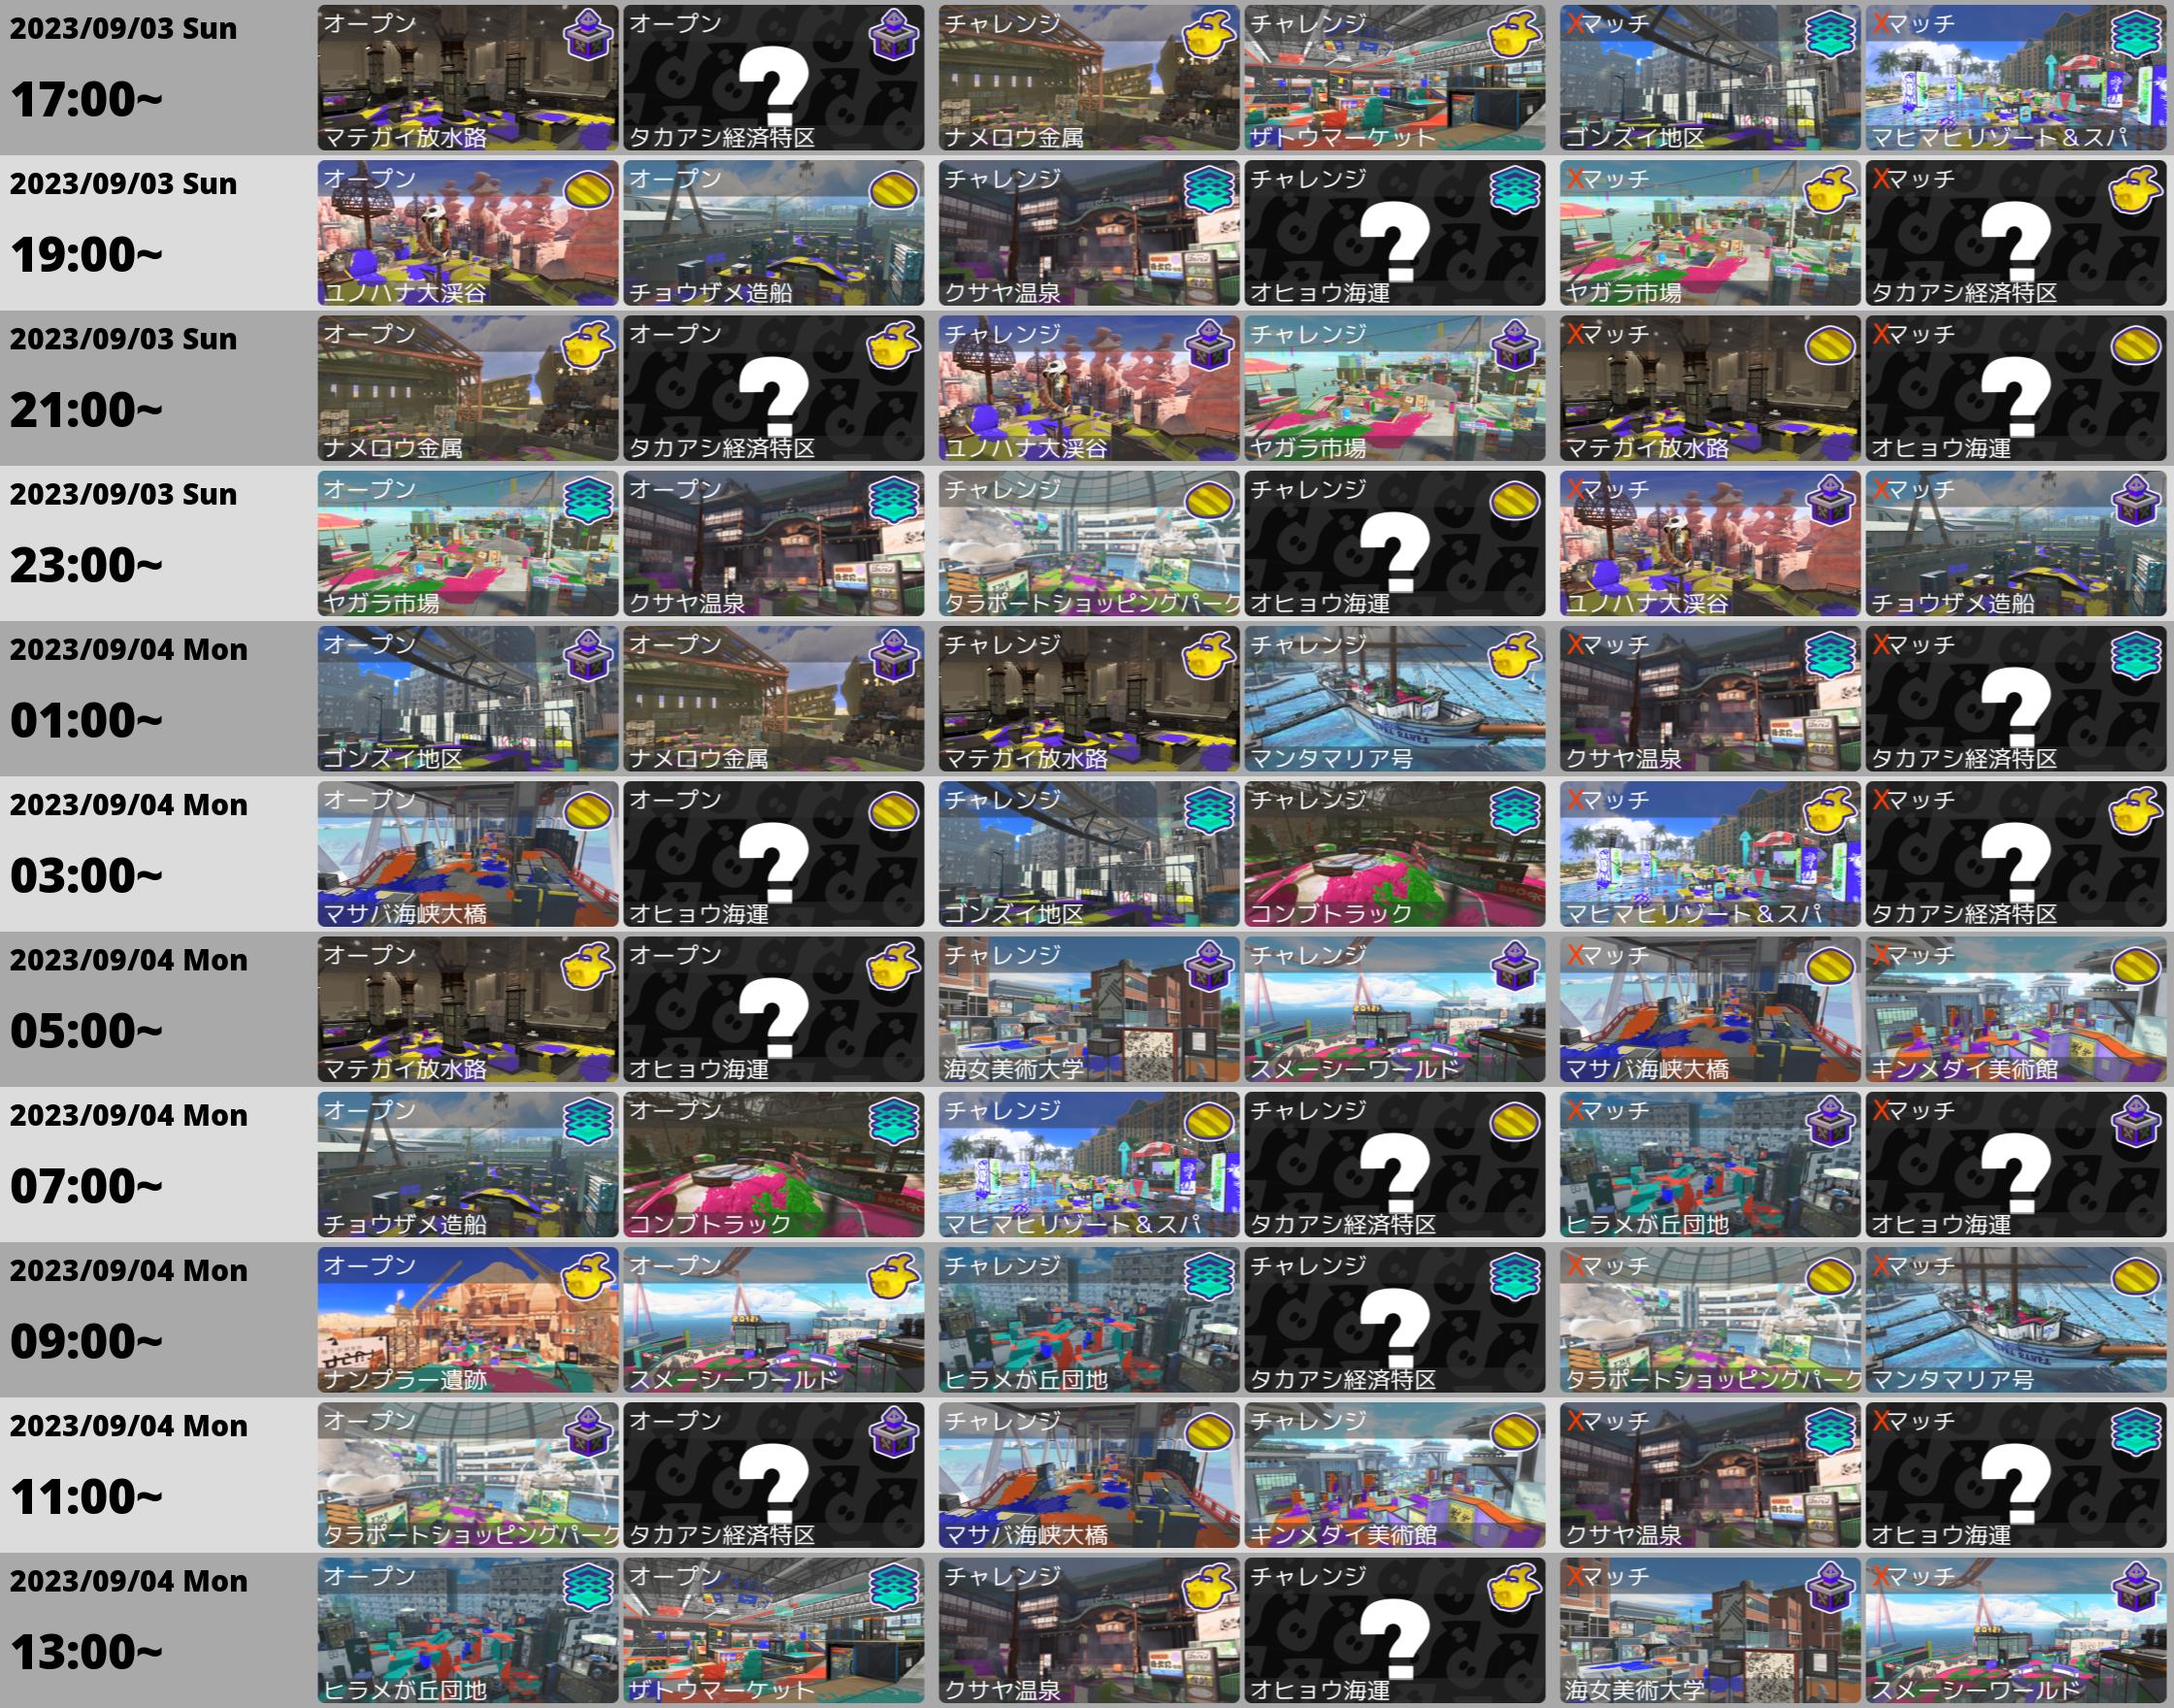 2023/09/03 Sun
17:00~
オープン
マテガイ放水路
オープン
タカアシ経済特区
チャレンジ
ナメロウ金属
チャレンジ
ザトウマーケット
Xマッチ
ゴンズイ地区
Xマッチ
マヒマヒリゾート＆スパ
2023/09/03 Sun
19:00~
オープン
ユノハナ大渓谷
オープン
チョウザメ造船
チャレンジ
クサヤ温泉
チャレンジ
オヒョウ海運
Xマッチ
ヤガラ市場
Xマッチ
タカアシ経済特区
2023/09/03 Sun
21:00~
オープン
ナメロウ金属
オープン
タカアシ経済特区
チャレンジ
ユノハナ大渓谷
チャレンジ
ヤガラ市場
Xマッチ
マテガイ放水路
Xマッチ
オヒョウ海運
2023/09/03 Sun
23:00~
オープン
ヤガラ市場
オープン
クサヤ温泉
チャレンジ
タラポートショッピングパーク
チャレンジ
オヒョウ海運
Xマッチ
ユノハナ大渓谷
Xマッチ
チョウザメ造船
2023/09/04 Mon
01:00~
オープン
ゴンズイ地区
オープン
ナメロウ金属
チャレンジ
マテガイ放水路
チャレンジ
マンタマリア号
Xマッチ
クサヤ温泉
Xマッチ
タカアシ経済特区
2023/09/04 Mon
03:00~
オープン
マサバ海峡大橋
オープン
オヒョウ海運
チャレンジ
ゴンズイ地区
チャレンジ
コンブトラック
Xマッチ
マヒマヒリゾート＆スパ
Xマッチ
タカアシ経済特区
2023/09/04 Mon
05:00~
オープン
マテガイ放水路
オープン
オヒョウ海運
チャレンジ
海女美術大学
チャレンジ
スメーシーワールド
Xマッチ
マサバ海峡大橋
Xマッチ
キンメダイ美術館
2023/09/04 Mon
07:00~
オープン
チョウザメ造船
オープン
コンブトラック
チャレンジ
マヒマヒリゾート＆スパ
チャレンジ
タカアシ経済特区
Xマッチ
ヒラメが丘団地
Xマッチ
オヒョウ海運
2023/09/04 Mon
09:00~
オープン
ナンプラー遺跡
オープン
スメーシーワールド
チャレンジ
ヒラメが丘団地
チャレンジ
タカアシ経済特区
Xマッチ
タラポートショッピングパーク
Xマッチ
マンタマリア号
2023/09/04 Mon
11:00~
オープン
タラポートショッピングパーク
オープン
タカアシ経済特区
チャレンジ
マサバ海峡大橋
チャレンジ
キンメダイ美術館
Xマッチ
クサヤ温泉
Xマッチ
オヒョウ海運
2023/09/04 Mon
13:00~
オープン
ヒラメが丘団地
オープン
ザトウマーケット
チャレンジ
クサヤ温泉
チャレンジ
オヒョウ海運
Xマッチ
海女美術大学
Xマッチ
スメーシーワールド